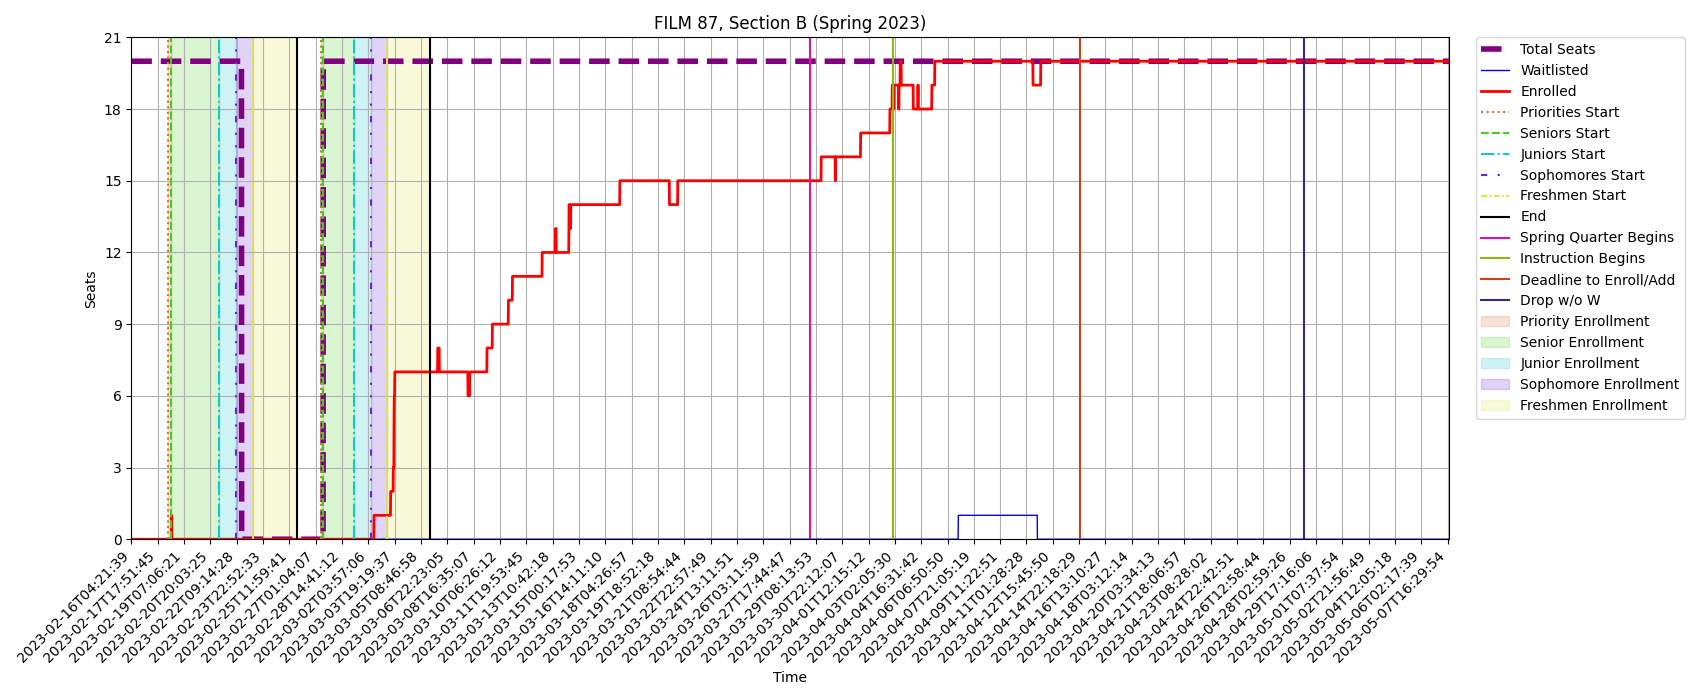 FILM 87, Section B (Spring 2023)
21
18
15
12
9
6
3
0
Seats
2023-02-16T04:21:39
2023-02-17T17:51:45
2023-02-19T07:06:21
2023-02-20T20:03:25
2023-02-22T09:14:28
2023-02-23T22:52:33
2023-02-25T11:59:41
2023-02-27T01:04:07
2023-02-28T14:41:12
2023-03-02T03:57:06
2023-03-03T19:19:37
2023-03-05T08:46:58
2023-03-06T22:23:05
2023-03-08T16:35:07
2023-03-10T06:26:12
2023-03-11T19:53:45
2023-03-13T10:42:18
2023-03-15T00:17:53
2023-03-16T14:11:10
2023-03-18T04:26:57
2023-03-19T18:52:18
2023-03-21T08:54:44
2023-03-22T22:57:49
2023-03-24T13:11:51
2023-03-26T03:11:59
2023-03-27T17:44:47
2023-03-29T08:13:53
2023-03-30T22:12:07
2023-04-01T12:15:12
2023-04-03T02:05:30
2023-04-04T16:31:42
2023-04-06T06:50:50
2023-04-07T21:05:19
2023-04-09T11:22:51
2023-04-11T01:28:28
2023-04-12T15:45:50
2023-04-14T22:18:29
2023-04-16T13:10:27
2023-04-18T03:12:14
2023-04-20T03:34:13
2023-04-21T18:06:57
2023-04-23T08:28:02
2023-04-24T22:42:51
2023-04-26T12:58:44
2023-04-28T02:59:26
2023-04-29T17:16:06
2023-05-01T07:37:54
2023-05-02T21:56:49
2023-05-04T12:05:18
2023-05-06T02:17:39
2023-05-07T16:29:54
Time
Total Seats
Waitlisted
Enrolled
Priorities Start
Seniors Start
Juniors Start
Sophomores Start
Freshmen Start
End
Spring Quarter Begins
Instruction Begins
Deadline to Enroll/Add
Drop w/o W
Priority Enrollment
Senior Enrollment
Junior Enrollment
Sophomore Enrollment
Freshmen Enrollment